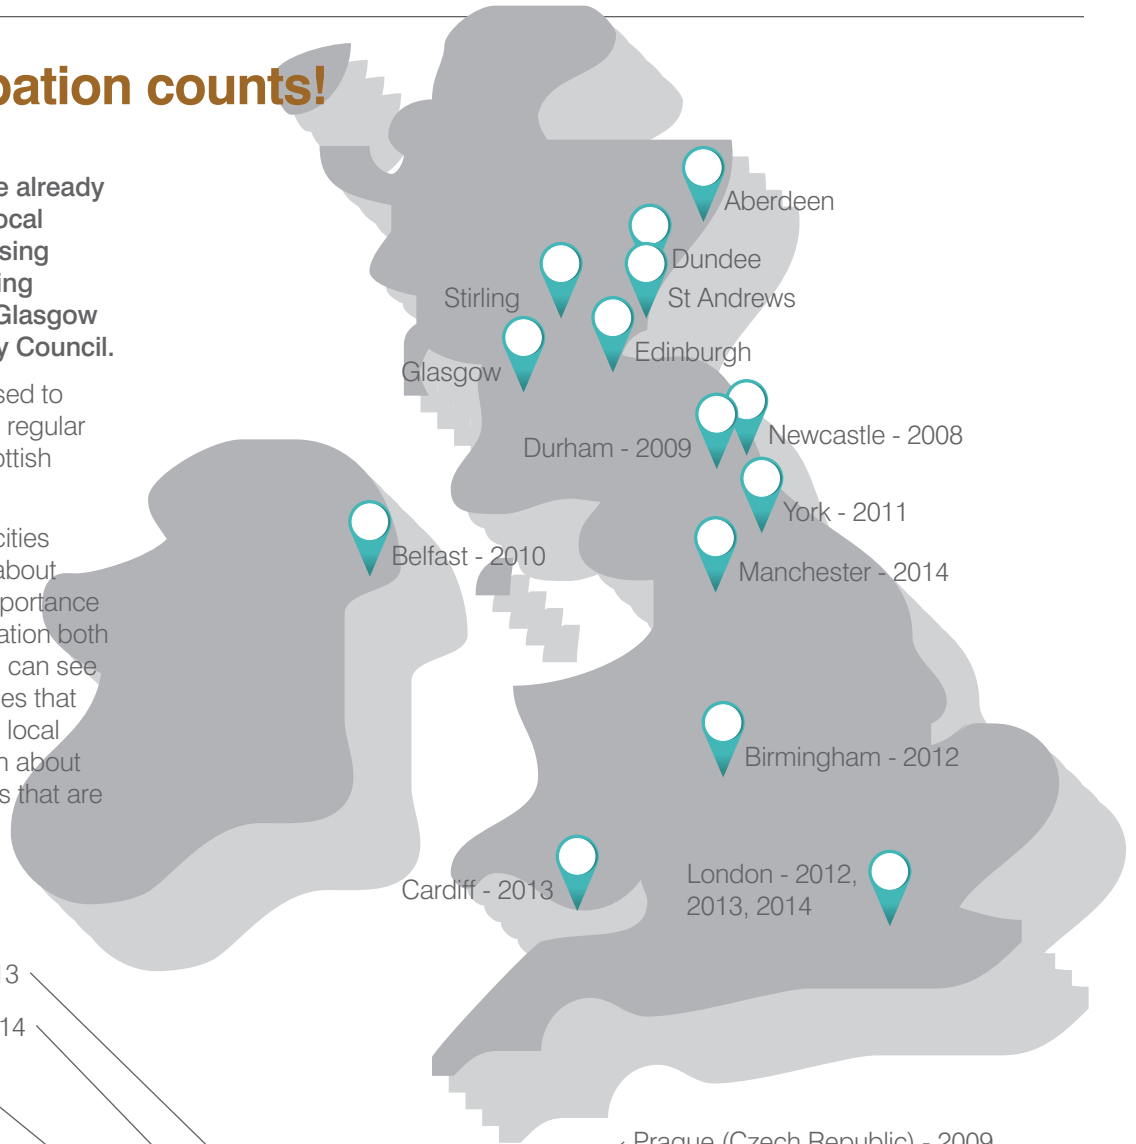 pation counts!
e already
ocal
sing
ing
Glasgow
y Council.
sed to
regular
ottish
cities
about
portance
ation both
can see
es that
local
n about
s that are
Aberdeen
Dundee
St Andrews
Stirling
Edinburgh
Glasgow
Newcastle - 2008
Durham - 2009
York - 2011
Belfast - 2010
Manchester - 2014
Birmingham - 2012
Cardiff - 2013
London - 2012,
2013, 2014
13
14
Prague (Czech Republic) - 2009